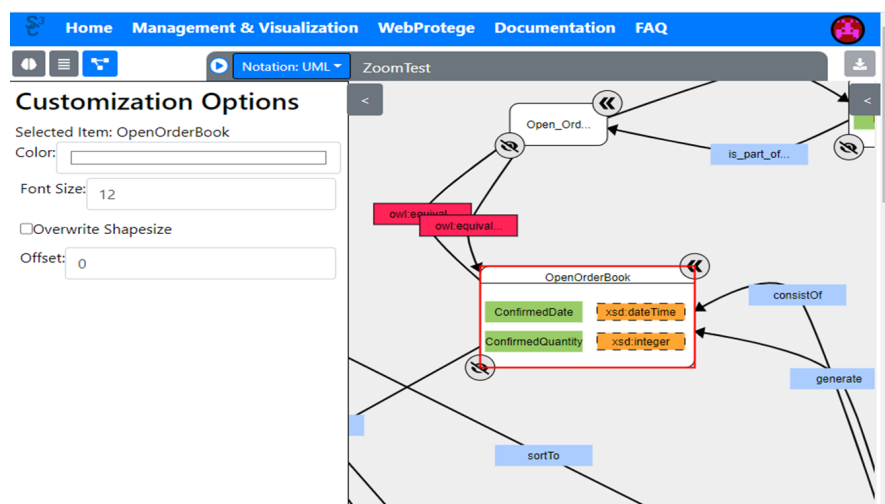 Home Management & Visualization WebProtege Documentation FAQ
Notation: UML ZoomTest
Customization Options
Selected Item: OpenOrderBook
Color:
Font Size: 12
Overwrite Shapesize
Offset: 0
<
<
Open_Ord...
is_part_of...
owl:equival...
owl:equival...
OpenOrderBook
ConfirmedDate xsd:dateTime
ConfirmedQuantity xsd:integer
consistOf
generate
sortTo